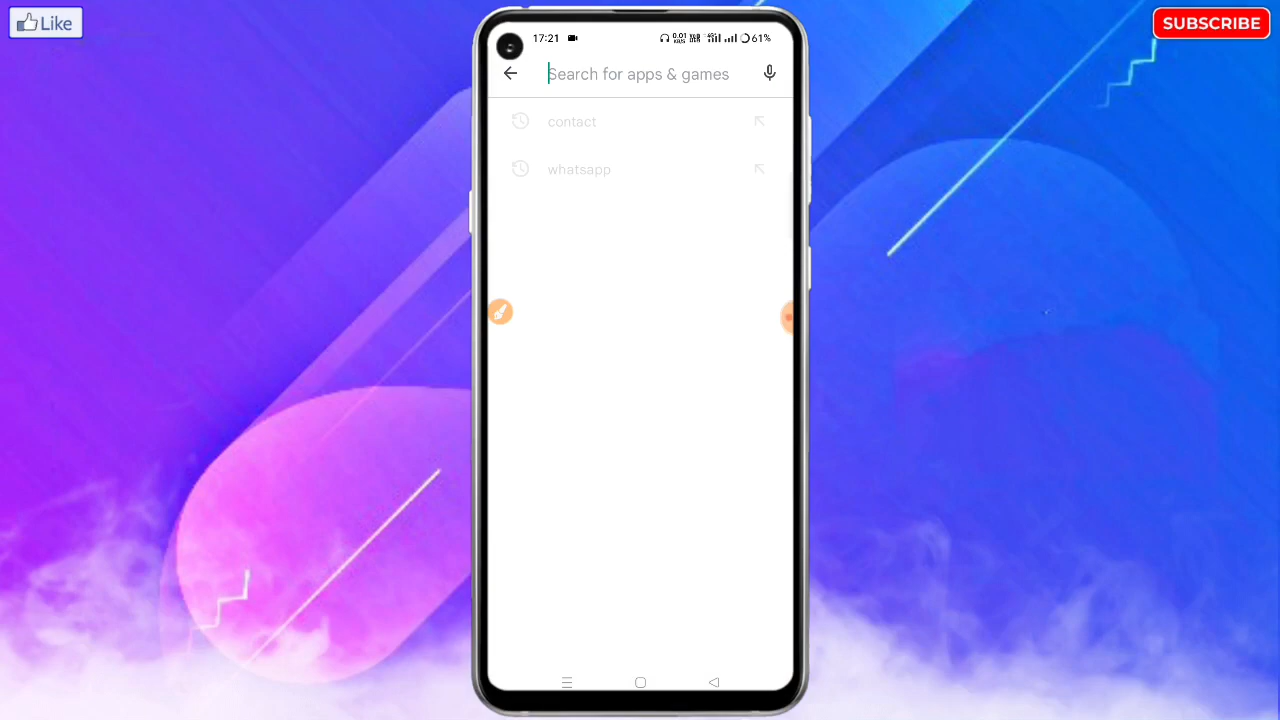 Like
SUBSCRIBE
17:21
61%
Search for apps & games
contact
whatsapp